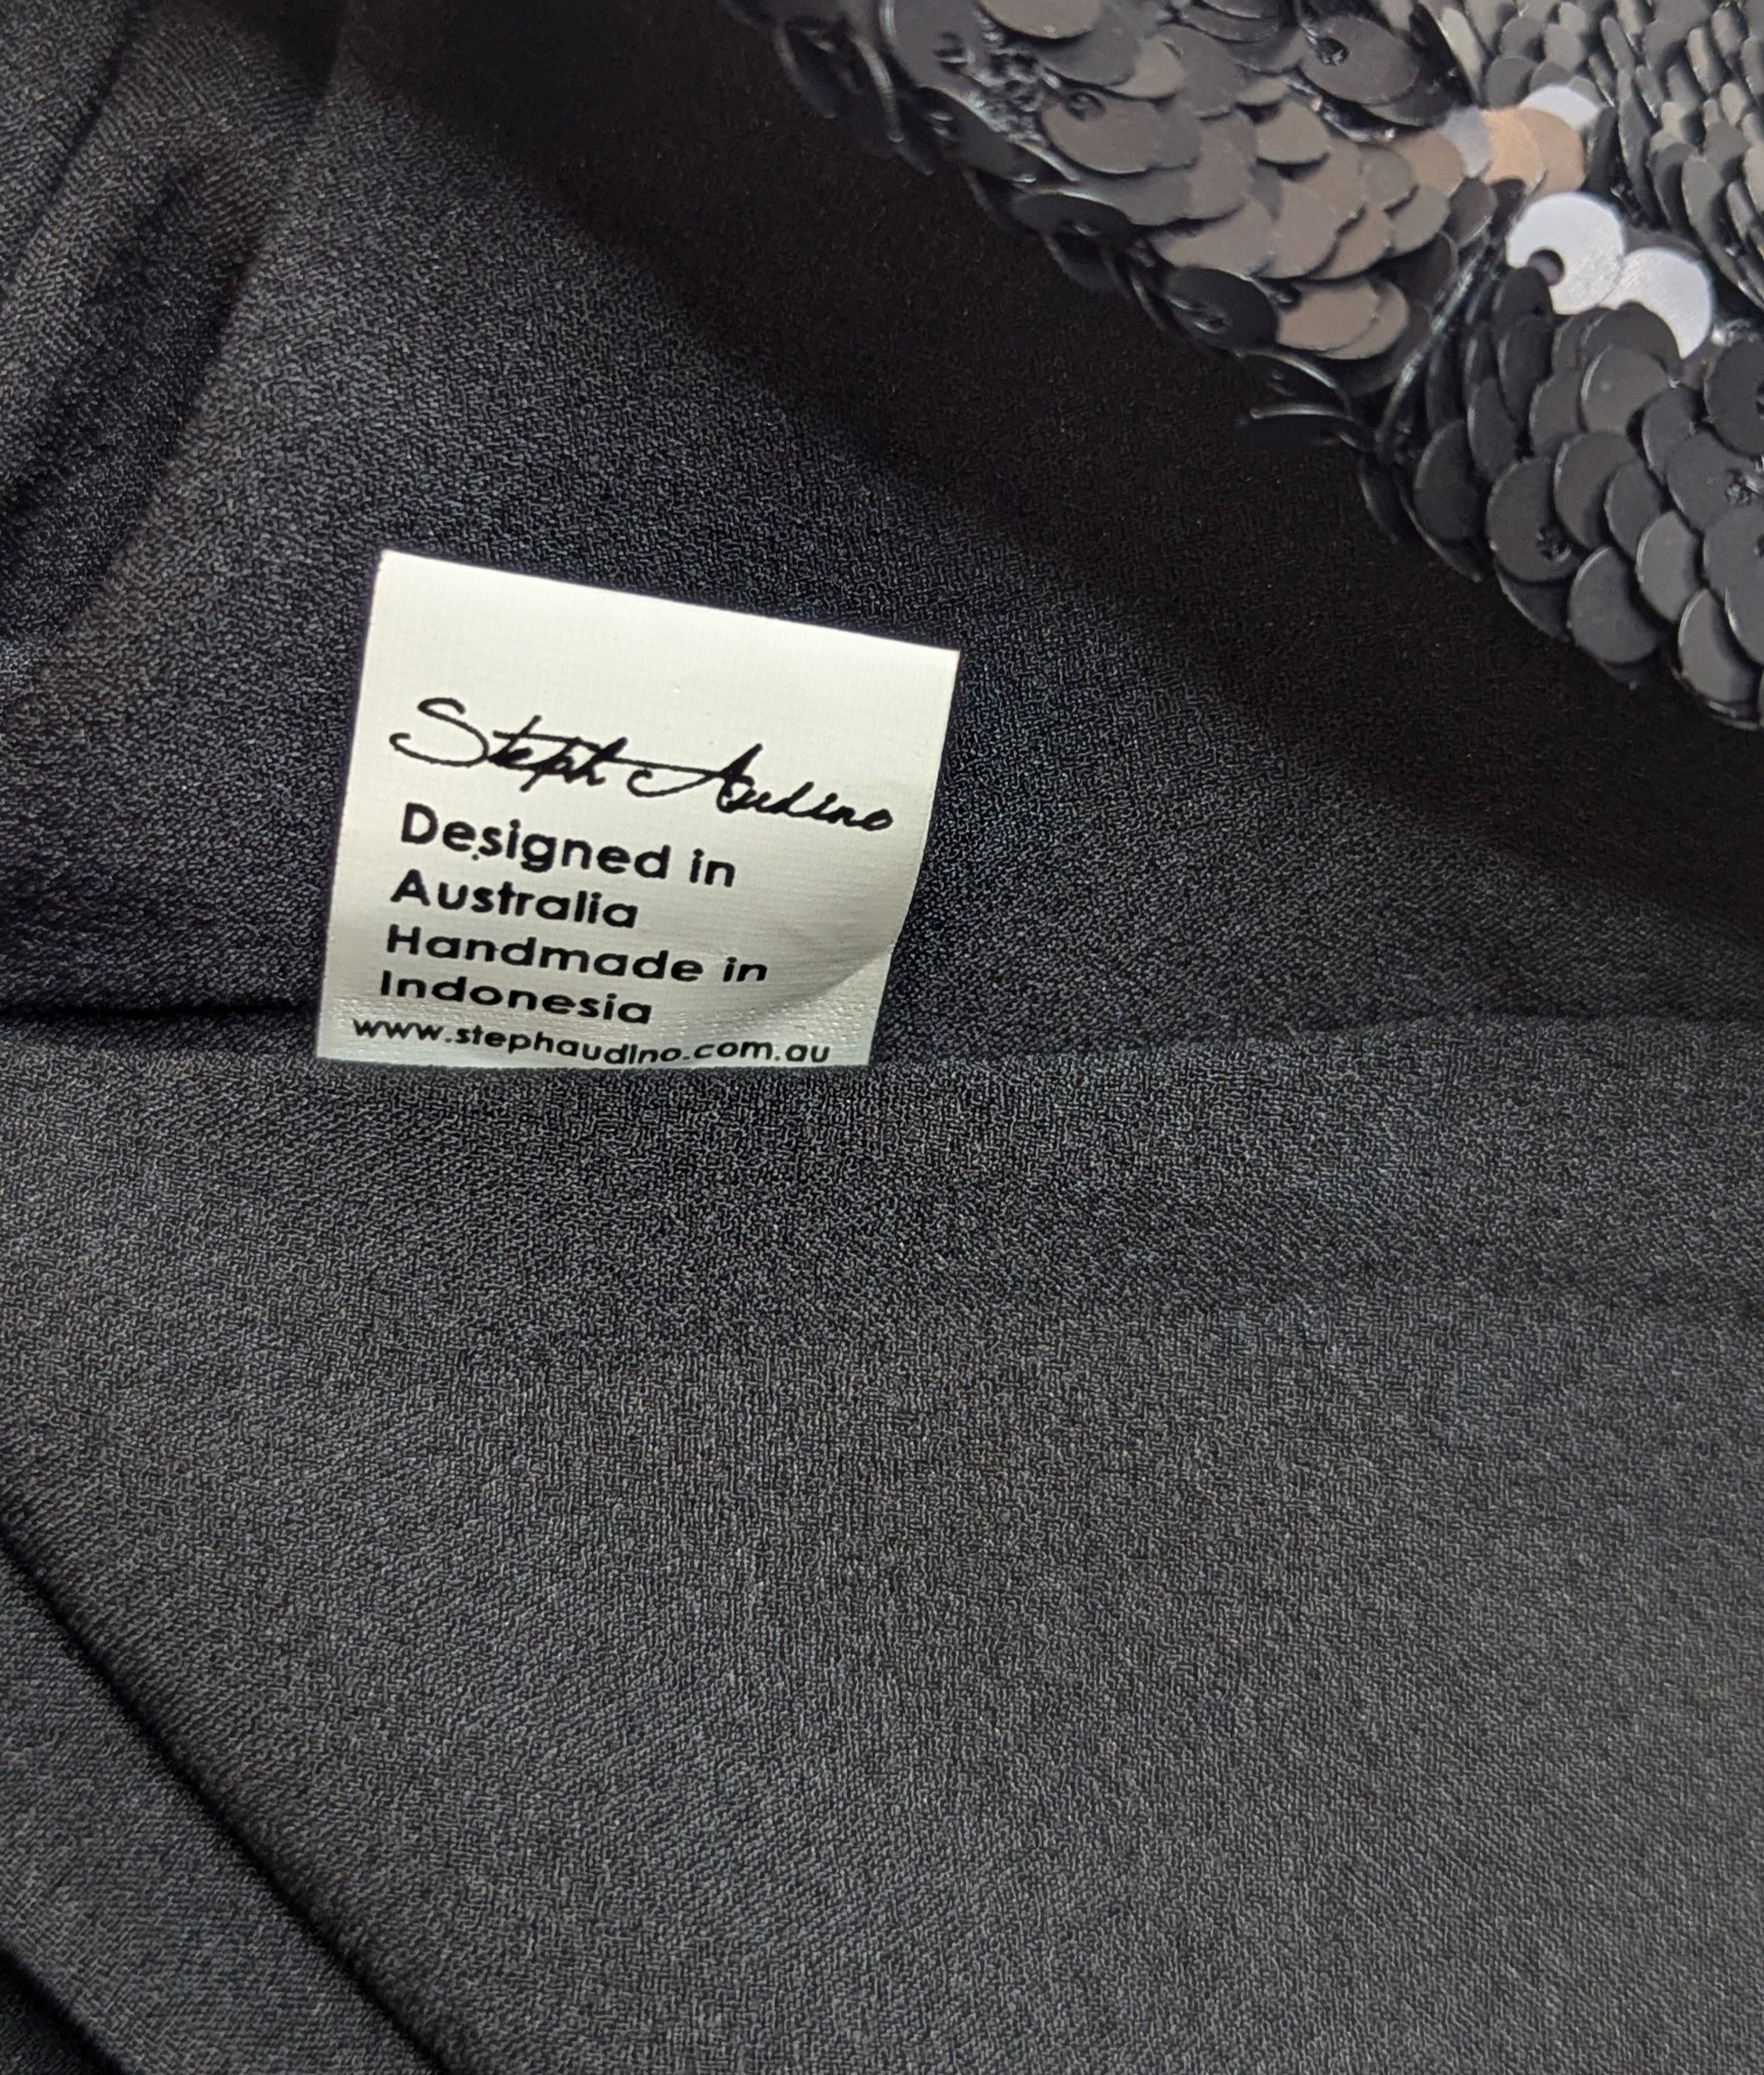 Steph Audino
Designed in
Australia
Handmade in
Indonesia
www.stephaudino.com.au